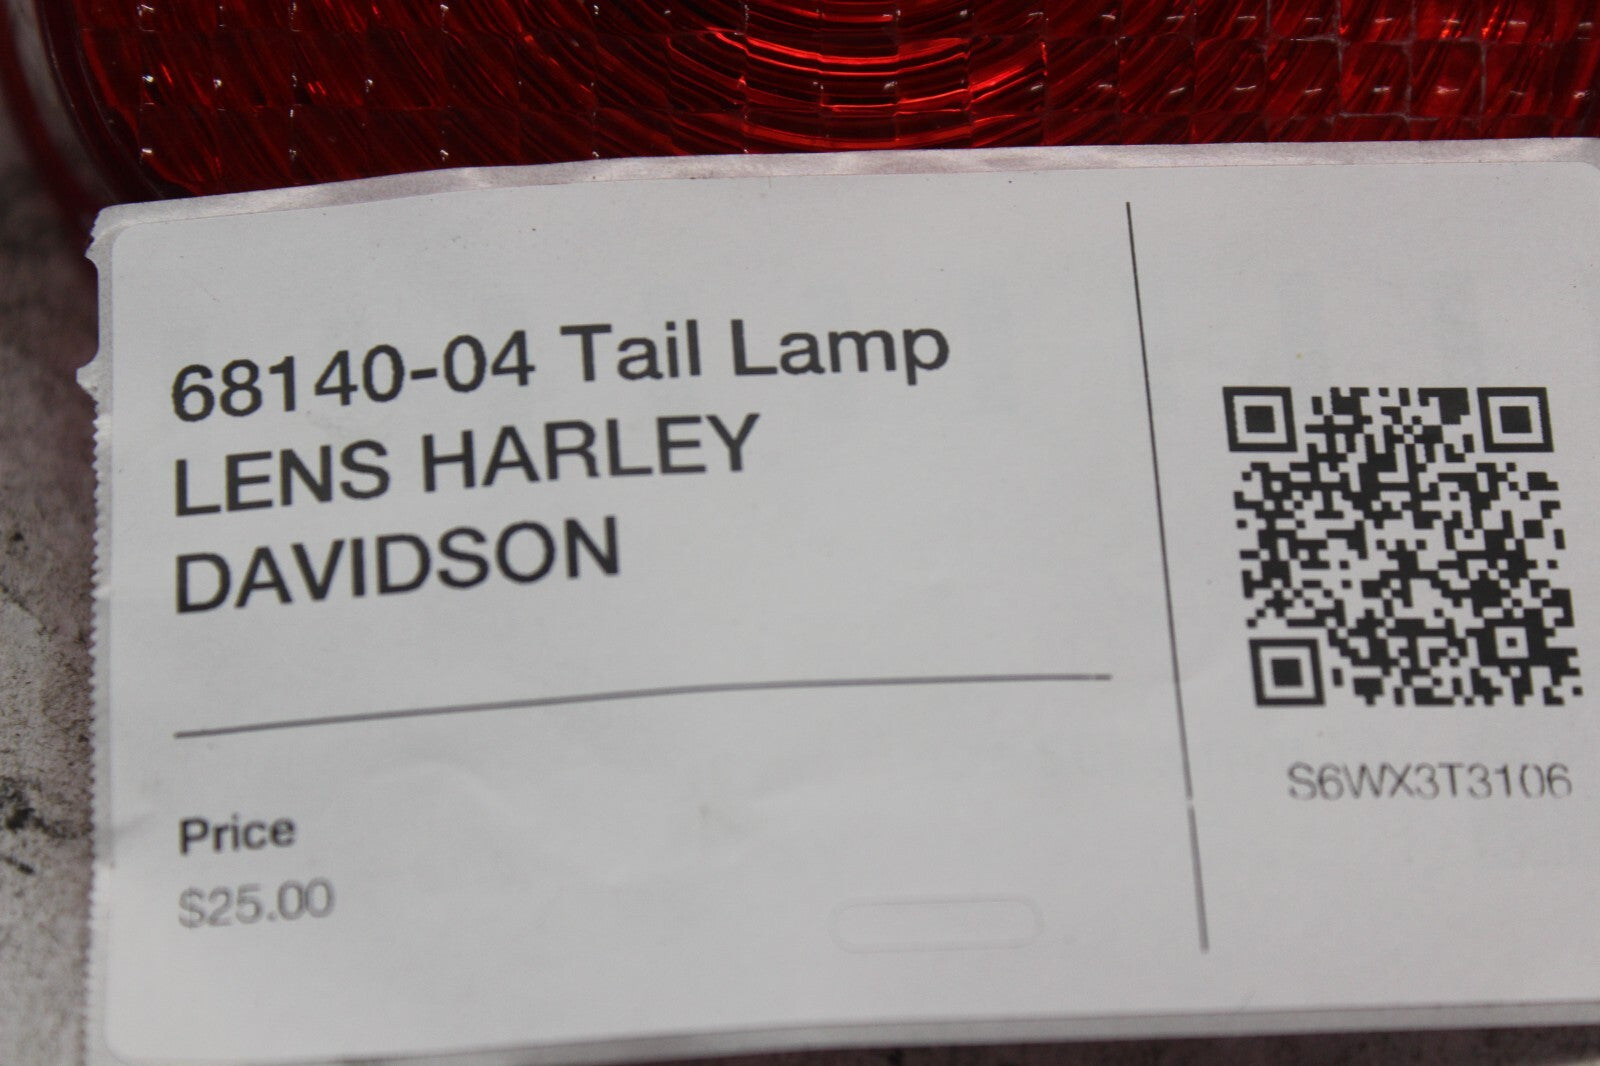 68140-04 Tail Lamp
LENS HARLEY
DAVIDSON
Price
$25.00
S6WX3T3106